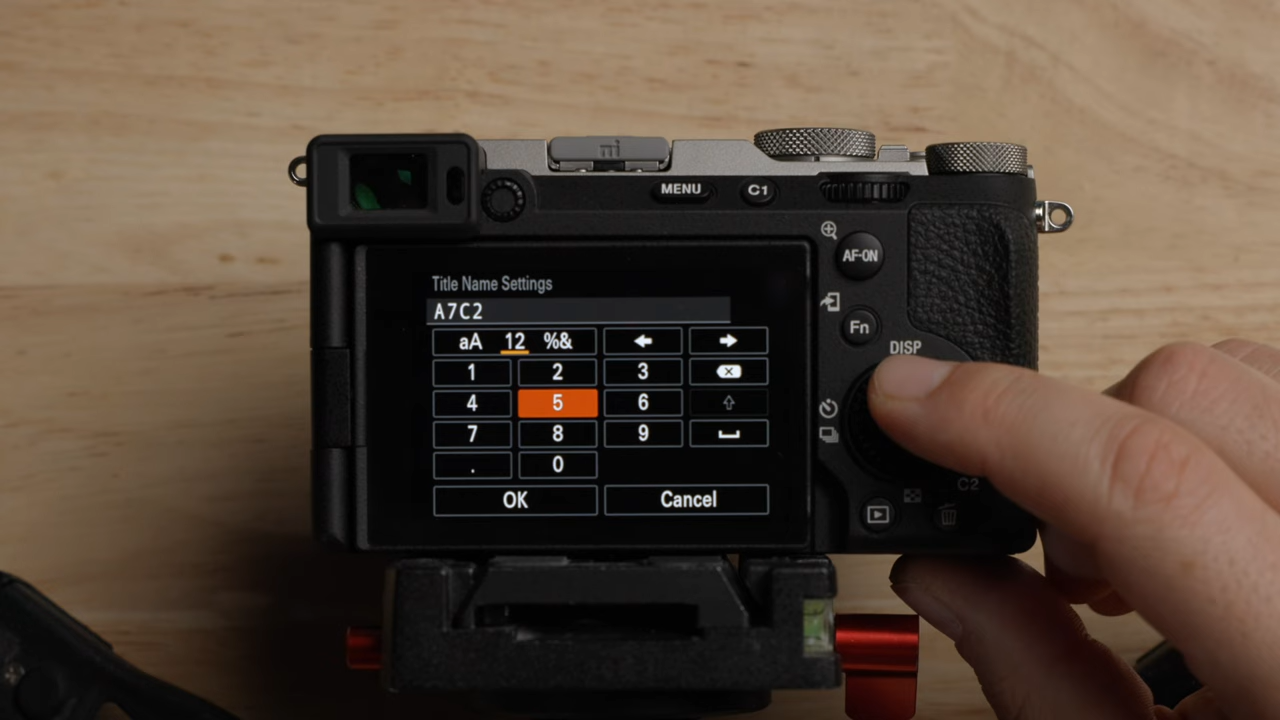 MENU
C1
AF-ON
Fn
DISP
C2
Title Name Settings
A7C2
aA 12 %&
1 2 3
4 5 6
7 8 9
. 0
OK Cancel